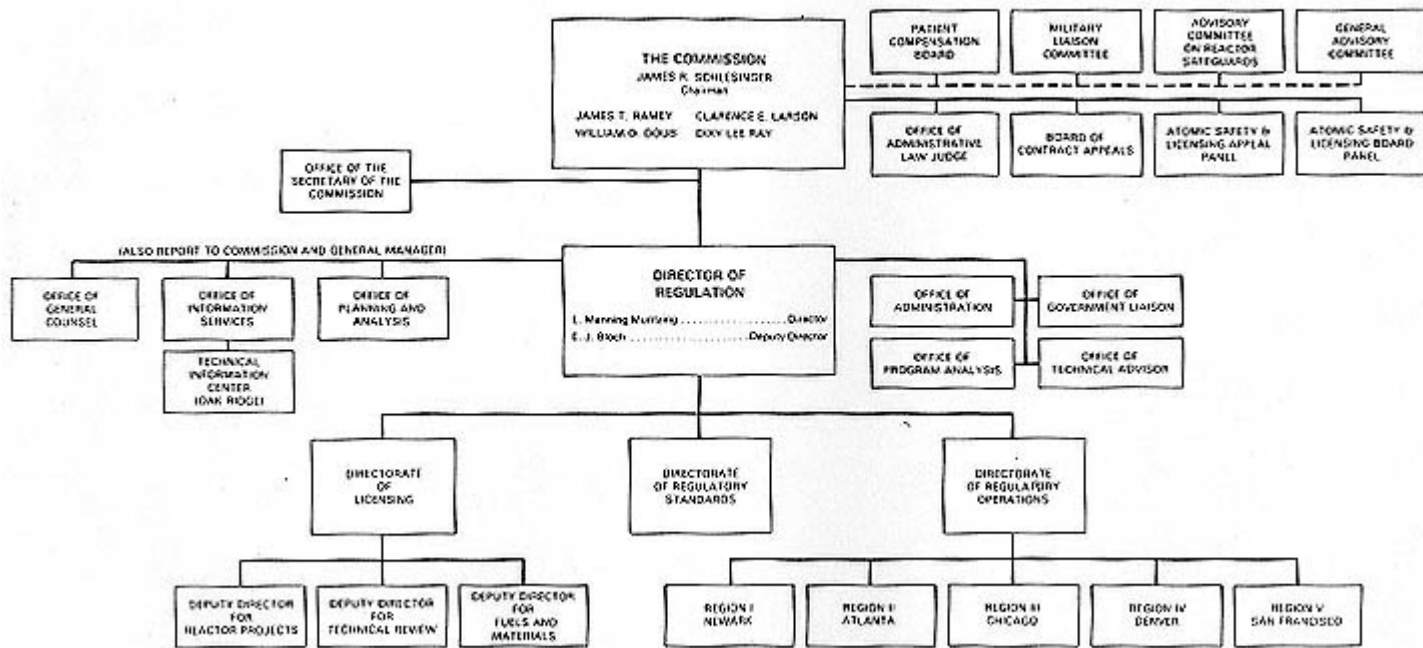 THE COMMISSION
JAMES R. SCHLESINGER
Chairman
JAMES T. RAMEY CLARENCE E. LARSON
WILLIAM O. DOUB DIXY LEE RAY
PATIENT
COMPENSATION
BOARD
MILITARY
LIAISON
COMMITTEE
ADVISORY
COMMITTEE
ON REACTOR
SAFEGUARDS
GENERAL
ADVISORY
COMMITTEE
OFFICE OF
ADMINISTRATIVE
LAW JUDGE
BOARD OF
CONTRACT APPEALS
ATOMIC SAFETY &
LICENSING APPEAL
PANEL
ATOMIC SAFETY &
LICENSING BOARD
PANEL
OFFICE OF THE
SECRETARY OF THE
COMMISSION
(ALSO REPORT TO COMMISSION AND GENERAL MANAGER)
OFFICE OF
GENERAL
COUNSEL
OFFICE OF
INFORMATION
SERVICES
OFFICE OF
PLANNING AND
ANALYSIS
TECHNICAL
INFORMATION
CENTER
(OAK RIDGE)
DIRECTOR OF
REGULATION
L. Manning Muntzing ..................... Director
E. J. Bloch ..................... Deputy Director
OFFICE OF
ADMINISTRATION
OFFICE OF
GOVERNMENT LIAISON
OFFICE OF
PROGRAM ANALYSIS
OFFICE OF
TECHNICAL ADVISOR
DIRECTORATE
OF
LICENSING
DIRECTORATE
OF REGULATORY
STANDARDS
DIRECTORATE
OF REGULATORY
OPERATIONS
DEPUTY DIRECTOR
FOR
REACTOR PROJECTS
DEPUTY DIRECTOR
FOR
TECHNICAL REVIEW
DEPUTY DIRECTOR
FOR
FUELS AND
MATERIALS
REGION I
NEWARK
REGION II
ATLANTA
REGION III
CHICAGO
REGION IV
DENVER
REGION V
SAN FRANCISCO